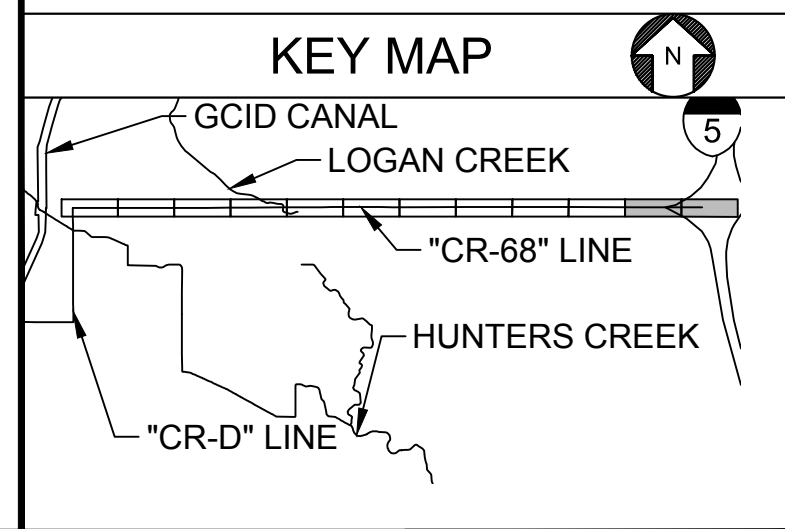 KEY MAP
N
GCID CANAL
5
LOGAN CREEK
"CR-68" LINE
HUNTERS CREEK
"CR-D" LINE